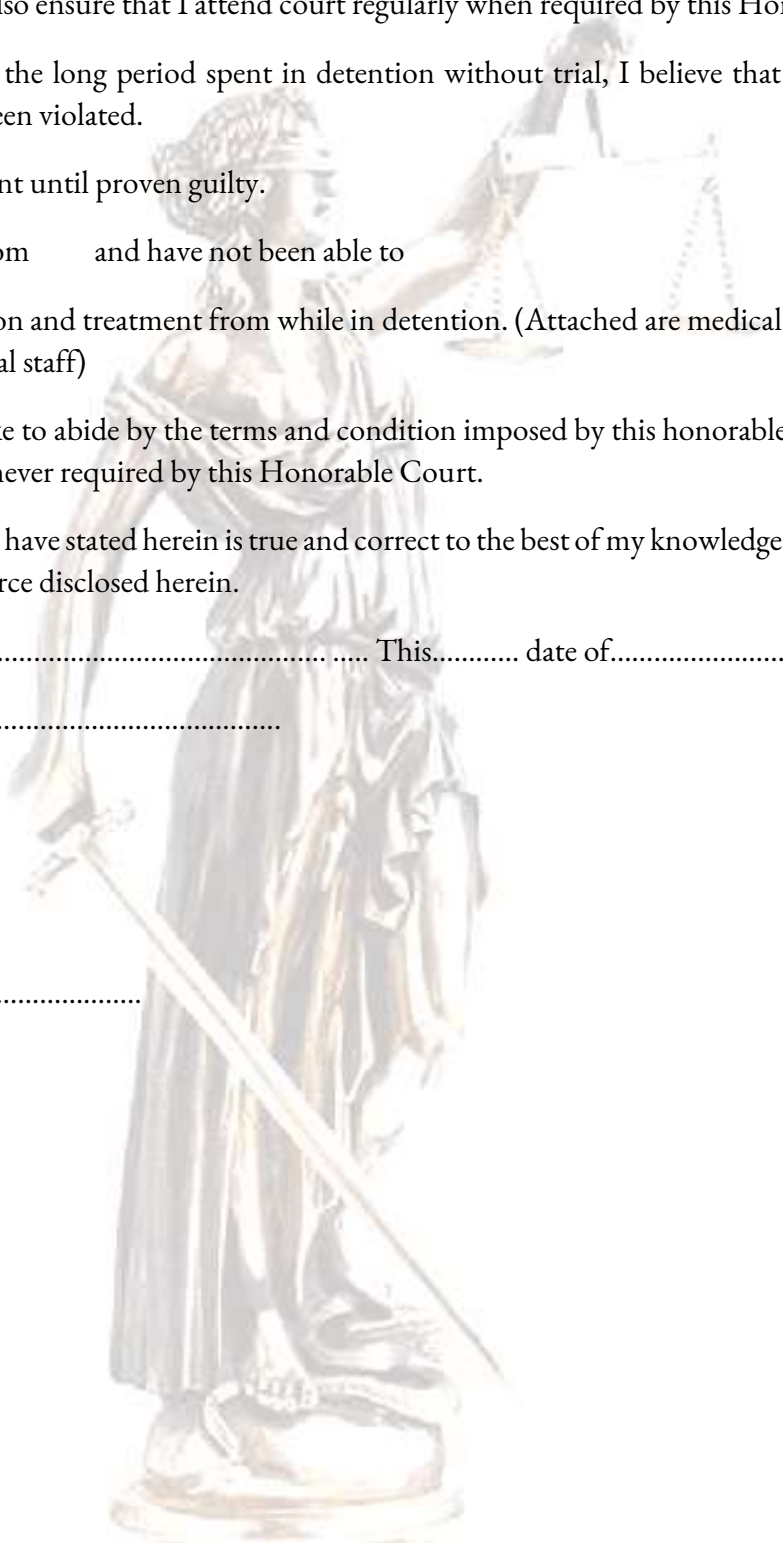 lso ensure that I attend court regularly when required by this Hon
the long period spent in detention without trial, I believe that
een violated.
nt until proven guilty.
om and have not been able to
on and treatment from while in detention. (Attached are medical
al staff)
ke to abide by the terms and condition imposed by this honorable
never required by this Honorable Court.
have stated herein is true and correct to the best of my knowledge
rce disclosed herein.
............................................... ..... This............ date of........................
.........................................
.....................